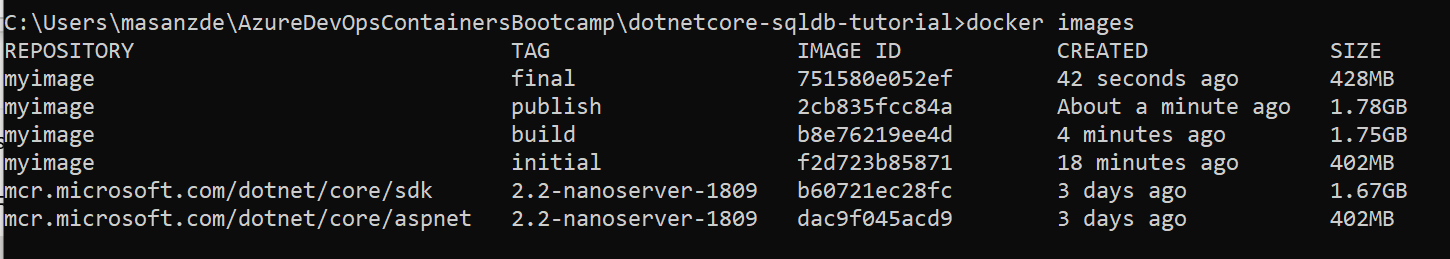 C:\Users\masanzde\AzureDevOpsContainersBootcamp\dotnetcore-sqldb-tutorial>docker images
REPOSITORY TAG IMAGE ID CREATED SIZE
myimage final 751580e052ef 42 seconds ago 428MB
myimage publish 2cb835fcc84a About a minute ago 1.78GB
myimage build b8e76219ee4d 4 minutes ago 1.75GB
myimage initial f2d723b85871 18 minutes ago 402MB
mcr.microsoft.com/dotnet/core/sdk 2.2-nanoserver-1809 b60721ec28fc 3 days ago 1.67GB
mcr.microsoft.com/dotnet/core/aspnet 2.2-nanoserver-1809 dac9f045acd9 3 days ago 402MB